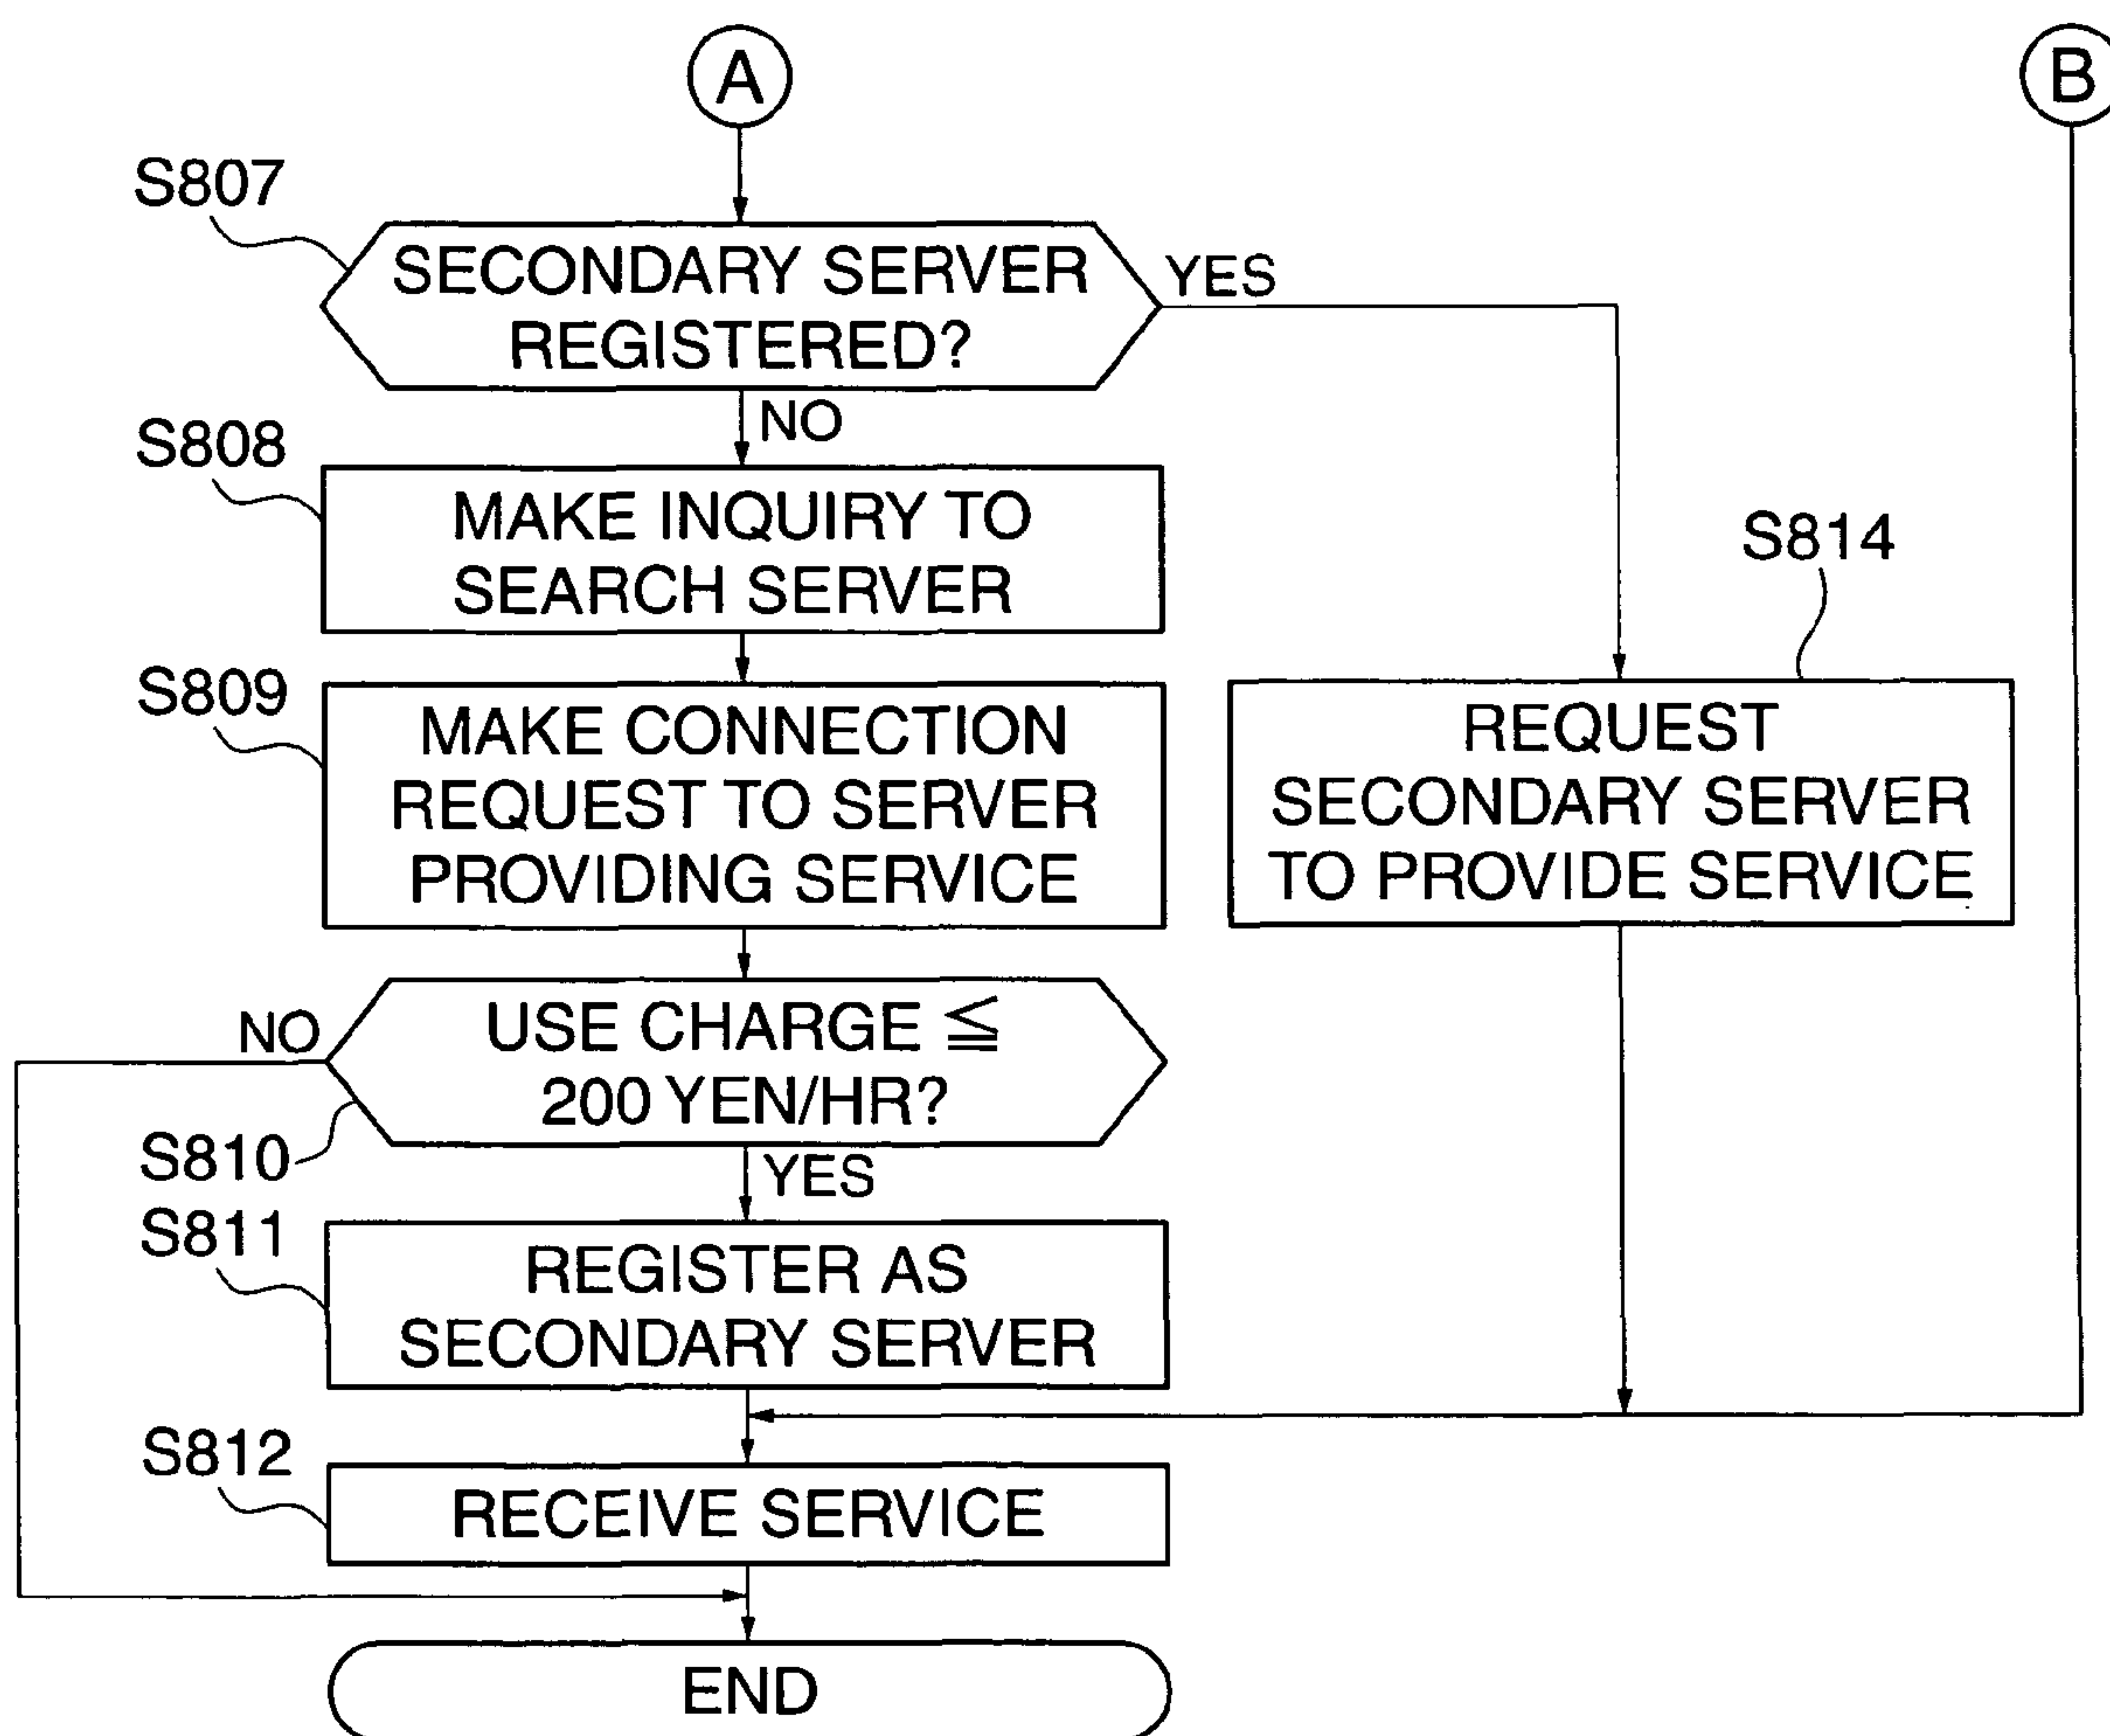 A
B
S807
SECONDARY SERVER
REGISTERED?
YES
NO
S808
MAKE INQUIRY TO
SEARCH SERVER
S809
MAKE CONNECTION
REQUEST TO SERVER
PROVIDING SERVICE
S814
REQUEST
SECONDARY SERVER
TO PROVIDE SERVICE
NO
USE CHARGE ≦
200 YEN/HR?
S810
YES
S811
REGISTER AS
SECONDARY SERVER
S812
RECEIVE SERVICE
END